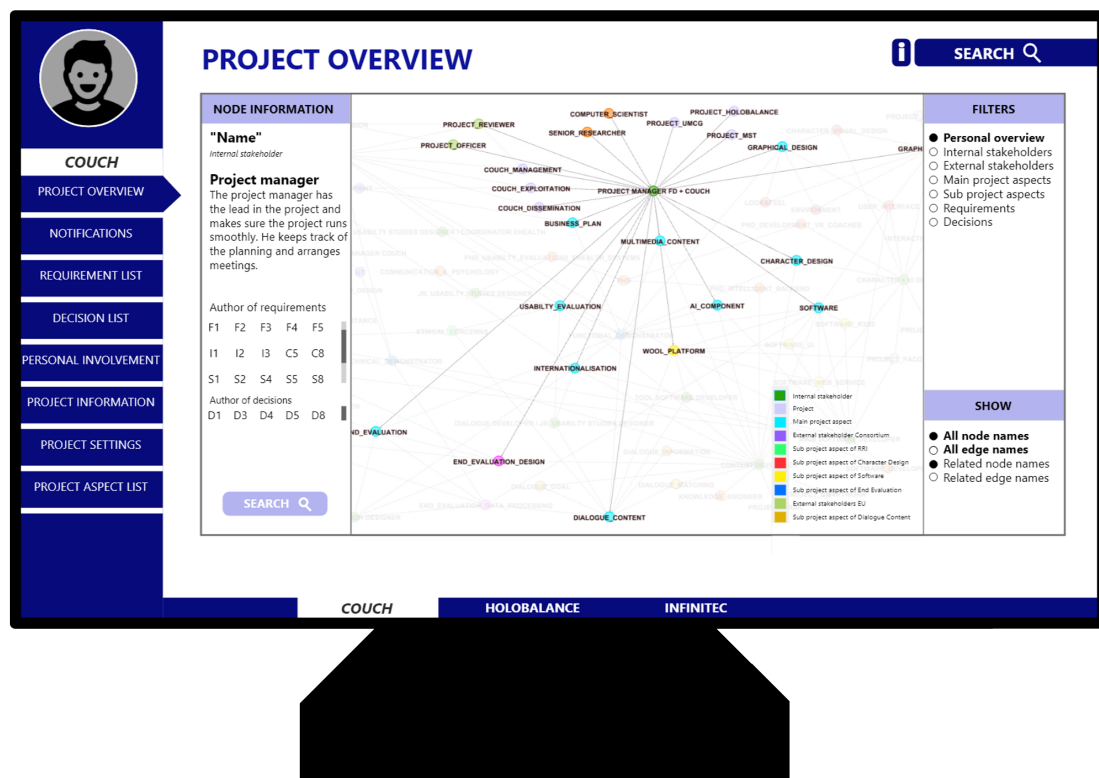 PROJECT OVERVIEW
i
SEARCH
COUCH
PROJECT OVERVIEW
NOTIFICATIONS
REQUIREMENT LIST
DECISION LIST
PERSONAL INVOLVEMENT
PROJECT INFORMATION
PROJECT SETTINGS
PROJECT ASPECT LIST
NODE INFORMATION
"Name"
Internal stakeholder
Project manager
The project manager has
the lead in the project and
makes sure the project runs
smoothly. He keeps track of
the planning and arranges
meetings.
Author of requirements
F1 F2 F3 F4 F5
I1 I2 I3 C5 C8
S1 S2 S4 S5 S8
Author of decisions
D1 D3 D4 D5 D8
SEARCH
COMPUTER_SCIENTIST
PROJECT_HOLOBALANCE
PROJECT_REVIEWER
PROJECT_UMCG
SENIOR_RESEARCHER
PROJECT_MST
PROJECT_OFFICER
GRAPHICAL_DESIGN
GRAPH
COUCH_MANAGEMENT
COUCH_EXPLOITATION
PROJECT MANAGER FD + COUCH
COUCH_DISSEMINATION
BUSINESS_PLAN
MULTIMEDIA_CONTENT
CHARACTER_DESIGN
USABILTY_EVALUATION
AI_COMPONENT
SOFTWARE
WOOL_PLATFORM
INTERNATIONALISATION
ND_EVALUATION
END_EVALUATION_DESIGN
DIALOGUE_CONTENT
Internal stakeholder
Project
Main project aspect
External stakeholder Consortium
Sub project aspect of RRI
Sub project aspect of Character Design
Sub project aspect of Software
Sub project aspect of End Evaluation
External stakeholders EU
Sub project aspect of Dialogue Content
FILTERS
Personal overview
Internal stakeholders
External stakeholders
Main project aspects
Sub project aspects
Requirements
Decisions
SHOW
All node names
All edge names
Related node names
Related edge names
COUCH
HOLOBALANCE
INFINITEC